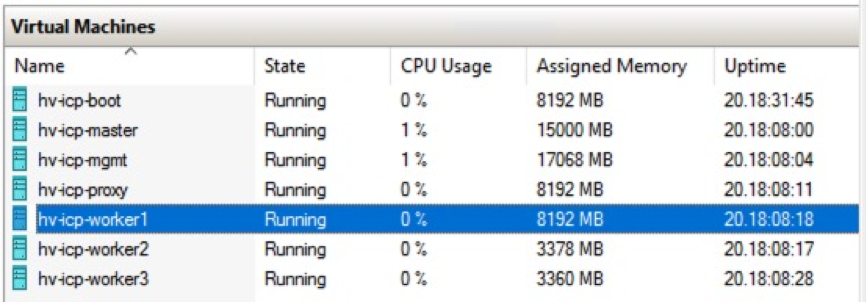 Virtual Machines
Name State CPU Usage Assigned Memory Uptime
hv-icp-boot Running 0 % 8192 MB 20.18:31:45
hv-icp-master Running 1 % 15000 MB 20.18:08:00
hv-icp-mgmt Running 1 % 17068 MB 20.18:08:04
hv-icp-proxy Running 0 % 8192 MB 20.18:08:11
hv-icp-worker1 Running 0 % 8192 MB 20.18:08:18
hv-icp-worker2 Running 0 % 3378 MB 20.18:08:17
hv-icp-worker3 Running 0 % 3360 MB 20.18:08:28